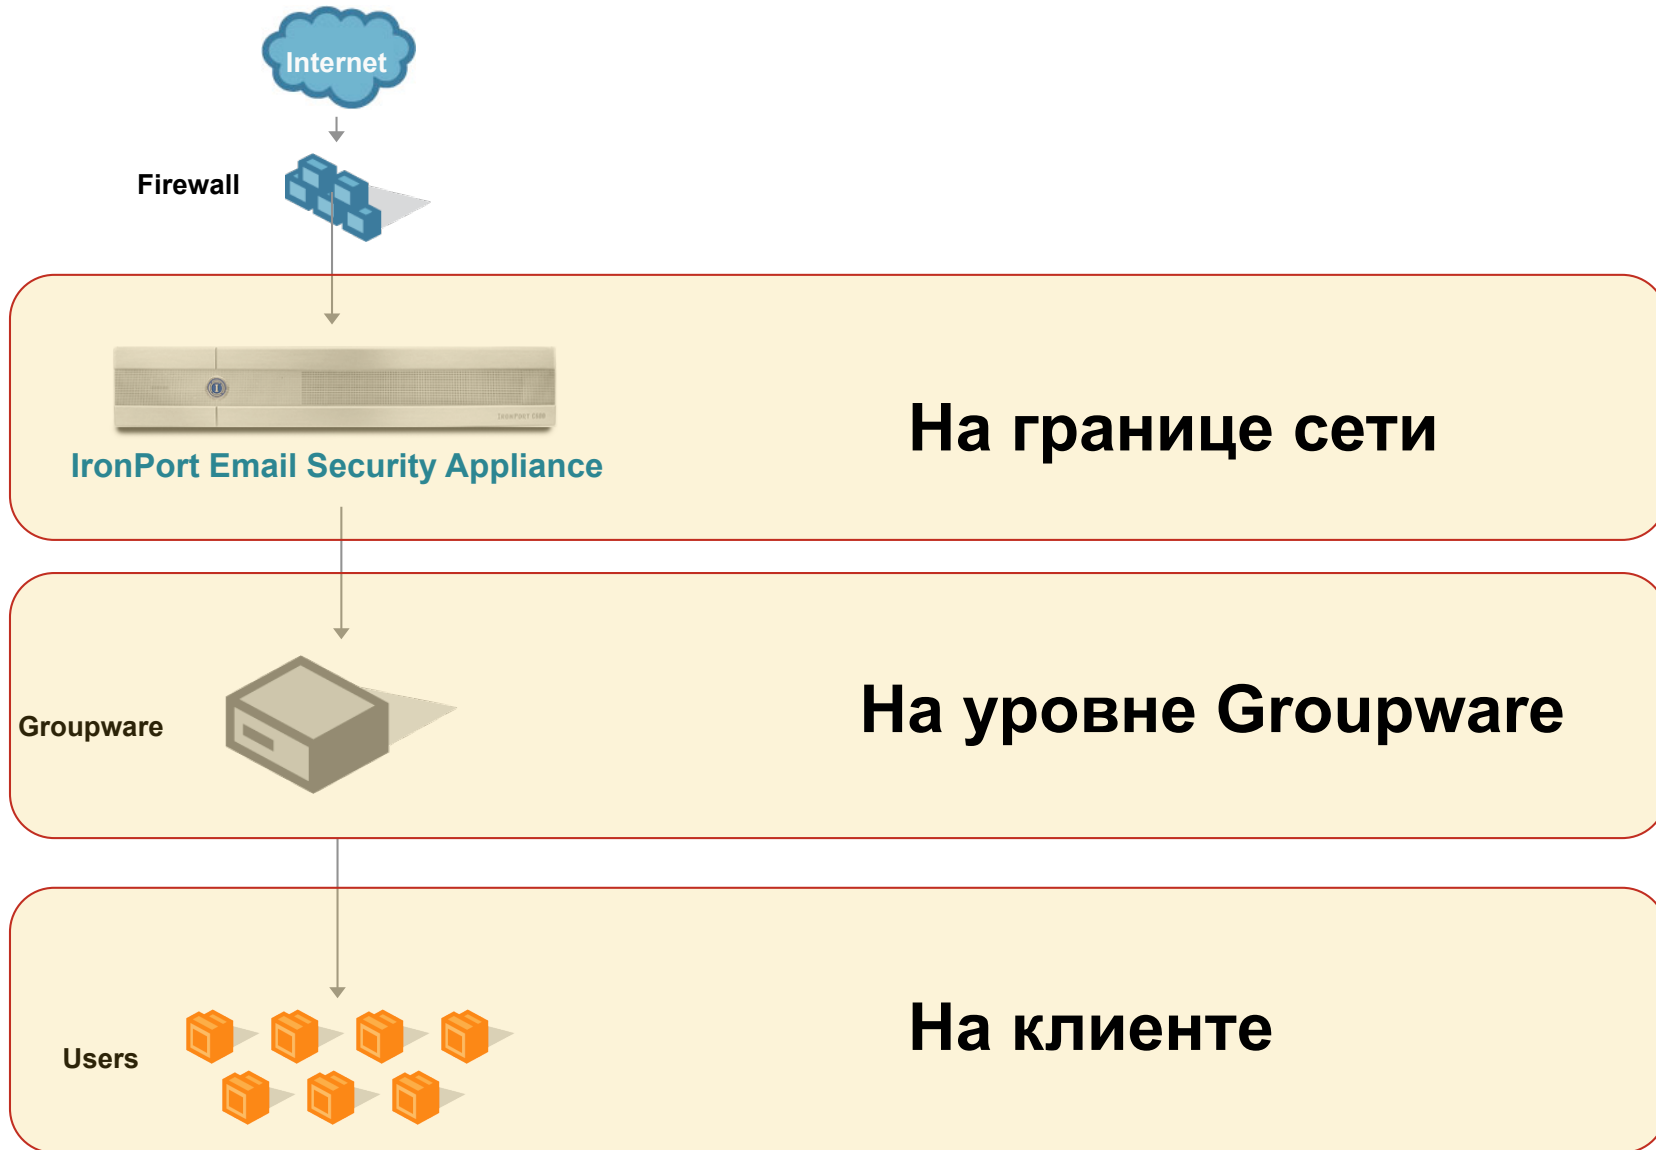 Internet
Firewall
IronPort Email Security Appliance
На границе сети
Groupware
На уровне Groupware
Users
На клиенте